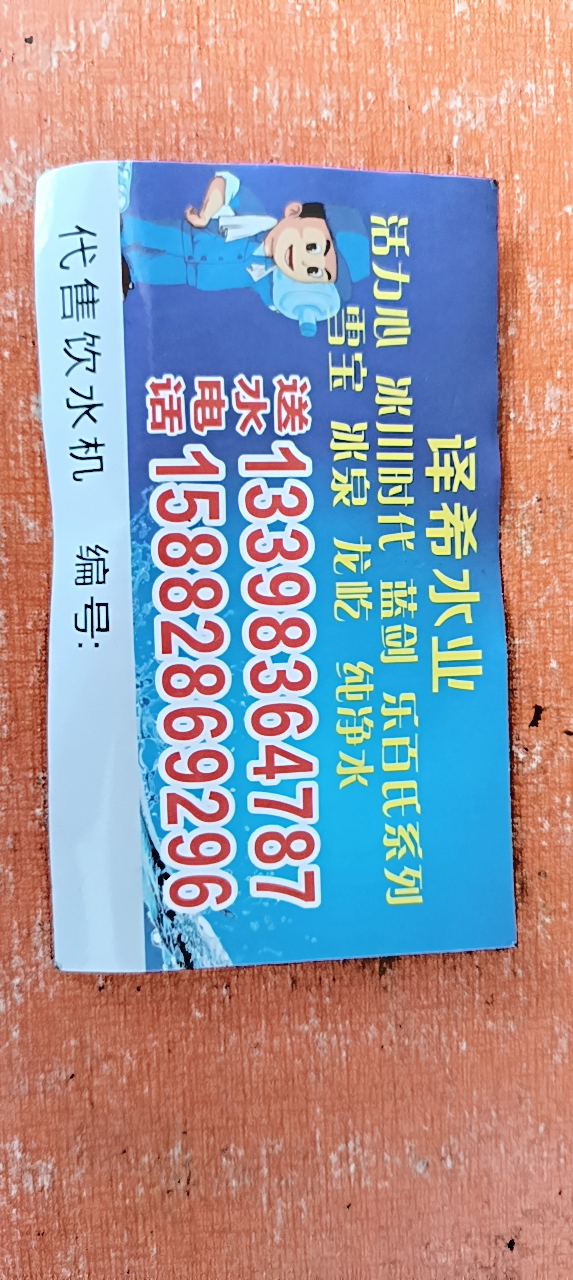 译希水业
活力心 冰川时代 蓝剑 乐百氏系列
雪宝 冰泉 龙屹 纯净水
送水电话
13398364787
15882869296
代售饮水机 编号: